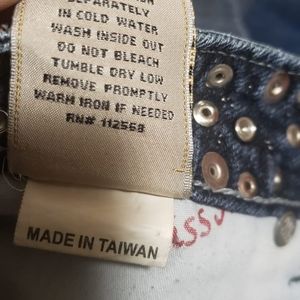 SEPARATELY
IN COLD WATER
WASH INSIDE OUT
DO NOT BLEACH
TUMBLE DRY LOW
REMOVE PROMPTLY
WARM IRON IF NEEDED
RN# 112568
MADE IN TAIWAN